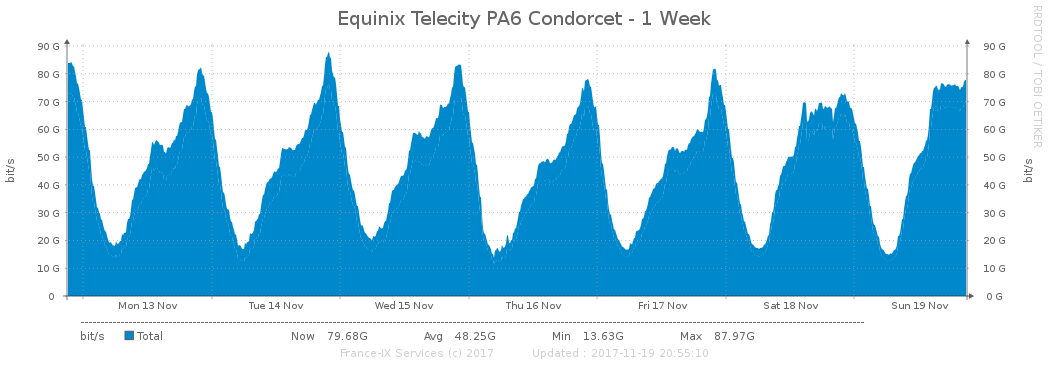 Equinix Telecity PA6 Condorcet - 1 Week
RRDTOOL / TOBI OETIKER
bit/s
90 G
80 G
70 G
60 G
50 G
40 G
30 G
20 G
10 G
0
90 G
80 G
70 G
60 G
50 G
40 G
30 G
20 G
10 G
0 G
bit/s
Mon 13 Nov Tue 14 Nov Wed 15 Nov Thu 16 Nov Fri 17 Nov Sat 18 Nov Sun 19 Nov
bit/s Total Now 79.68G Avg 48.25G Min 13.63G Max 87.97G
France-IX Services (c) 2017 Updated : 2017-11-19 20:55:10